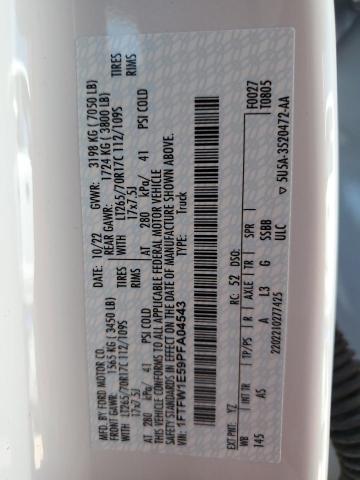 MFD. BY FORD MOTOR CO.
10/22 GVWR: 3198 KG ( 7050 LB)
FRONT GAWR: 1565 KG ( 3450 LB) REAR GAWR: 1724 KG ( 3800 LB)
WITH LT265/70R17C 112/109S TIRES WITH LT265/70R17C 112/109S TIRES
17x7.5J RIMS 17x7.5J RIMS
AT 280 kPa/ 41 PSI COLD AT 280 kPa/ 41 PSI COLD
THIS VEHICLE CONFORMS TO ALL APPLICABLE FEDERAL MOTOR VEHICLE
SAFETY STANDARDS IN EFFECT ON THE DATE OF MANUFACTURE SHOWN ABOVE.
VIN: 1FTFW1E59PFA04543 TYPE: Truck
F0027
T0805
EXT PNT: YZ RC: 52 DSO:
WB INT TR TP/PS R AXLE TR SPR
145 AS A L3 G SSBB
ULC
2202210277425
▽ 5U5A-3520472-AA